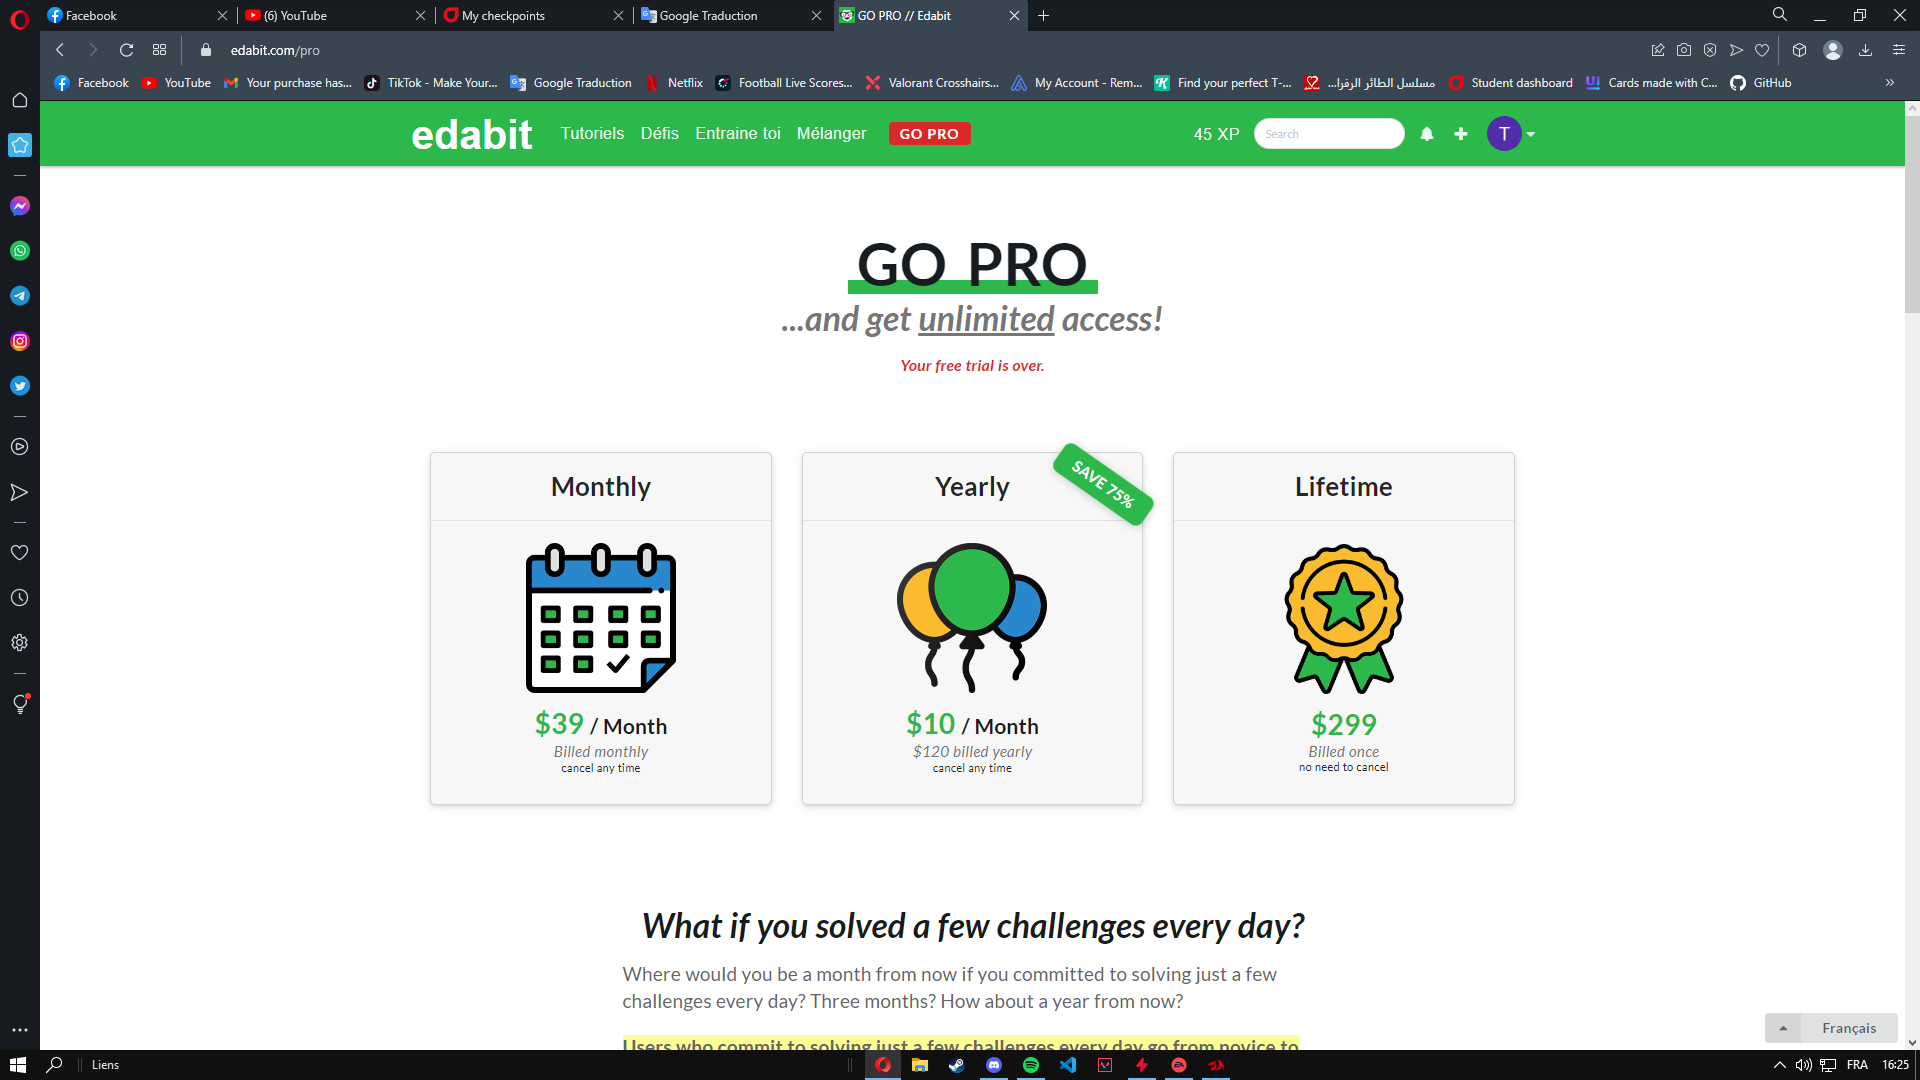 Facebook
(6) YouTube
My checkpoints
Google Traduction
GO PRO // Edabit
edabit.com/pro
Facebook
YouTube
Your purchase has...
TikTok - Make Your...
Google Traduction
Netflix
Football Live Scores...
Valorant Crosshairs...
My Account - Rem...
Find your perfect T-...
مسلسل الطائر الرفرا...
Student dashboard
Cards made with C...
GitHub
edabit
Tutoriels
Défis
Entraine toi
Mélanger
GO PRO
45 XP
Search
T
GO PRO
...and get unlimited access!
Your free trial is over.
Monthly
$39 / Month
Billed monthly
cancel any time
Yearly
SAVE 75%
$10 / Month
$120 billed yearly
cancel any time
Lifetime
$299
Billed once
no need to cancel
What if you solved a few challenges every day?
Where would you be a month from now if you committed to solving just a few
challenges every day? Three months? How about a year from now?
Users who commit to solving just a few challenges every day go from novice to
Français
Liens
FRA
16:25